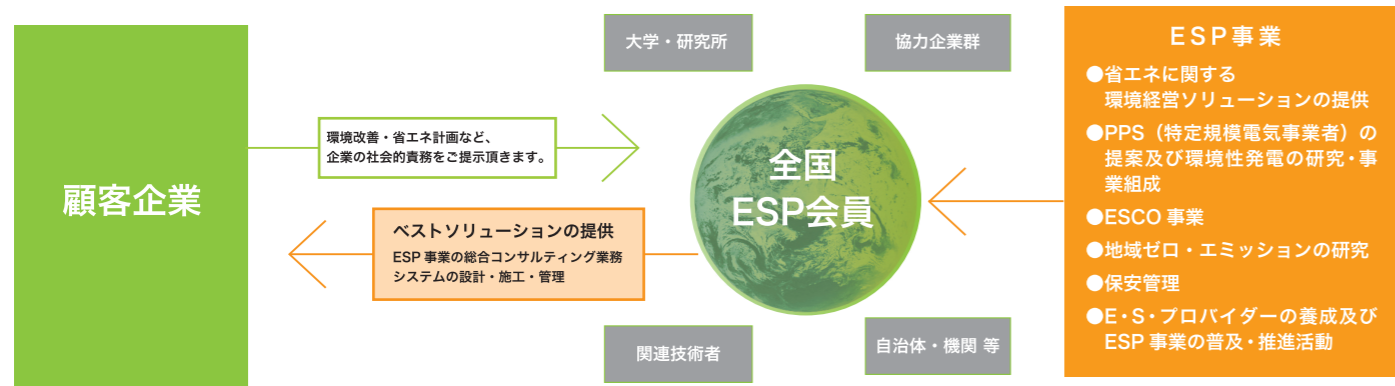 顧客企業
環境改善・省エネ計画など、
企業の社会的責務をご提示頂きます。
ベストソリューションの提供
ESP 事業の総合コンサルティング業務
システムの設計・施工・管理
大学・研究所
協力企業群
全国
ESP会員
関連技術者
自治体・機関 等
ESP事業
●省エネに関する
環境経営ソリューションの提供
●PPS（特定規模電気事業者）の
提案及び環境性発電の研究・事
業組成
●ESCO 事業
●地域ゼロ・エミッションの研究
●保安管理
●E・S・プロバイダーの養成及び
ESP 事業の普及・推進活動